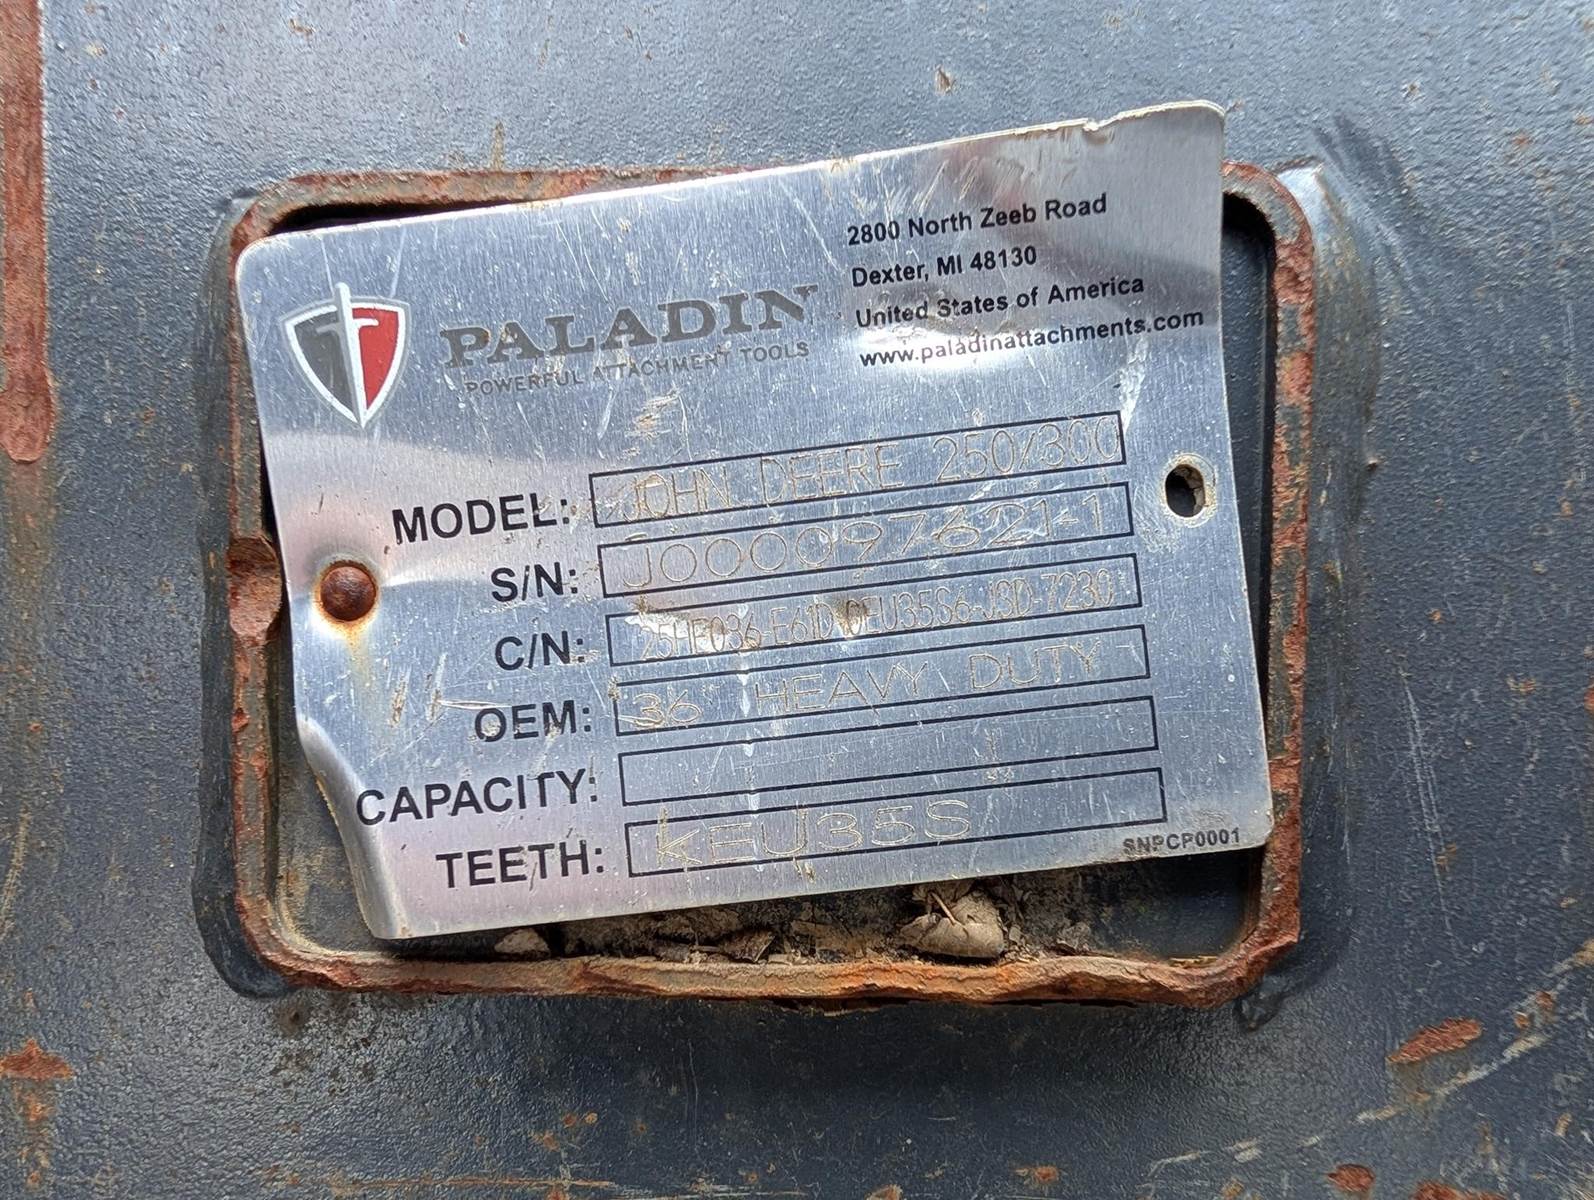 PALADIN
POWERFUL ATTACHMENT TOOLS
2800 North Zeeb Road
Dexter, MI 48130
United States of America
www.paladinattachments.com
MODEL: JOHN DEERE 250/300
S/N: J000097621-1
C/N:
OEM: 36 HEAVY DUTY
CAPACITY:
TEETH: KEU35S
SNPCP0001